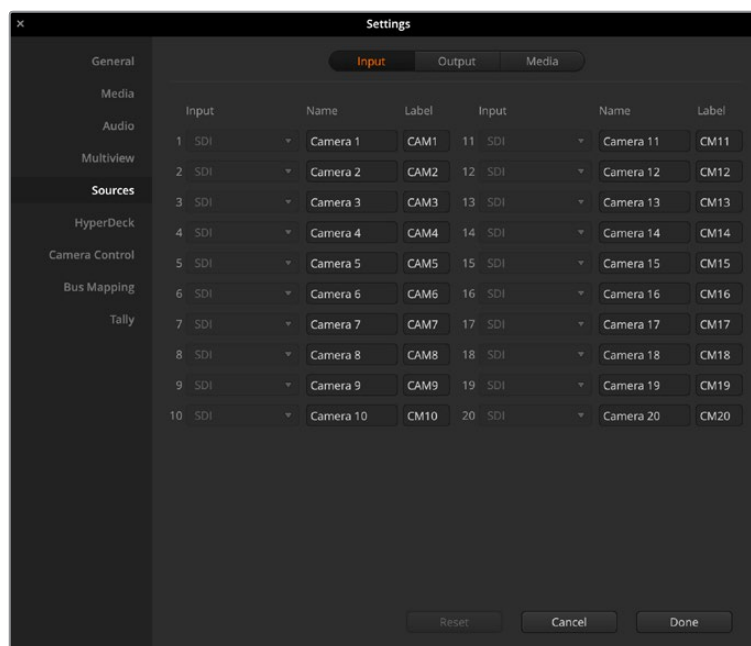 Settings
General
Media
Audio
Multiview
Sources
HyperDeck
Camera Control
Bus Mapping
Tally
Input Output Media
Input Name Label Input Name Label
1 SDI Camera 1 CAM1 11 SDI Camera 11 CM11
2 SDI Camera 2 CAM2 12 SDI Camera 12 CM12
3 SDI Camera 3 CAM3 13 SDI Camera 13 CM13
4 SDI Camera 4 CAM4 14 SDI Camera 14 CM14
5 SDI Camera 5 CAM5 15 SDI Camera 15 CM15
6 SDI Camera 6 CAM6 16 SDI Camera 16 CM16
7 SDI Camera 7 CAM7 17 SDI Camera 17 CM17
8 SDI Camera 8 CAM8 18 SDI Camera 18 CM18
9 SDI Camera 9 CAM9 19 SDI Camera 19 CM19
10 SDI Camera 10 CM10 20 SDI Camera 20 CM20
Reset Cancel Done